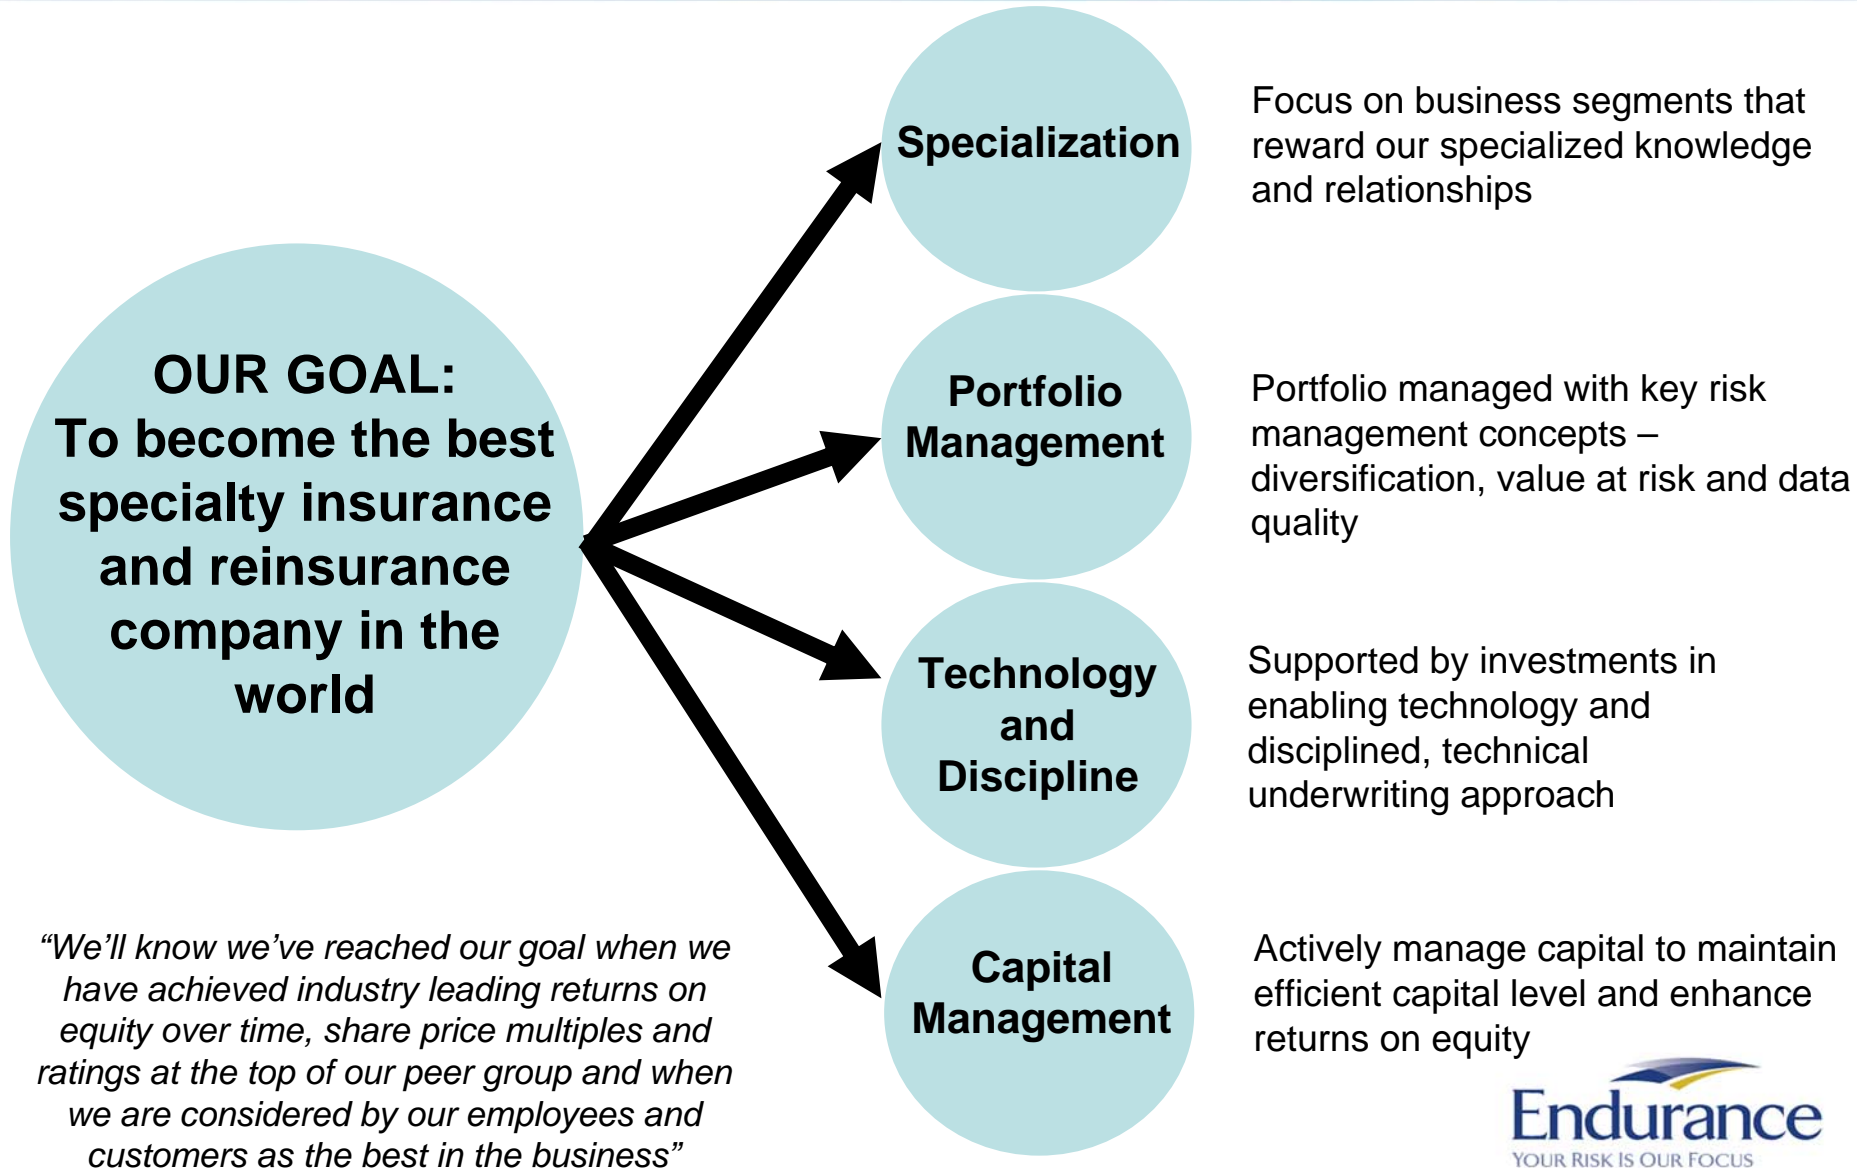 OUR GOAL:
To become the best
specialty insurance
and reinsurance
company in the
world
“We’ll know we’ve reached our goal when we
have achieved industry leading returns on
equity over time, share price multiples and
ratings at the top of our peer group and when
we are considered by our employees and
customers as the best in the business”
Specialization
Focus on business segments that
reward our specialized knowledge
and relationships
Portfolio
Management
Portfolio managed with key risk
management concepts –
diversification, value at risk and data
quality
Technology
and
Discipline
Supported by investments in
enabling technology and
disciplined, technical
underwriting approach
Capital
Management
Actively manage capital to maintain
efficient capital level and enhance
returns on equity
Endurance
YOUR RISK IS OUR FOCUS